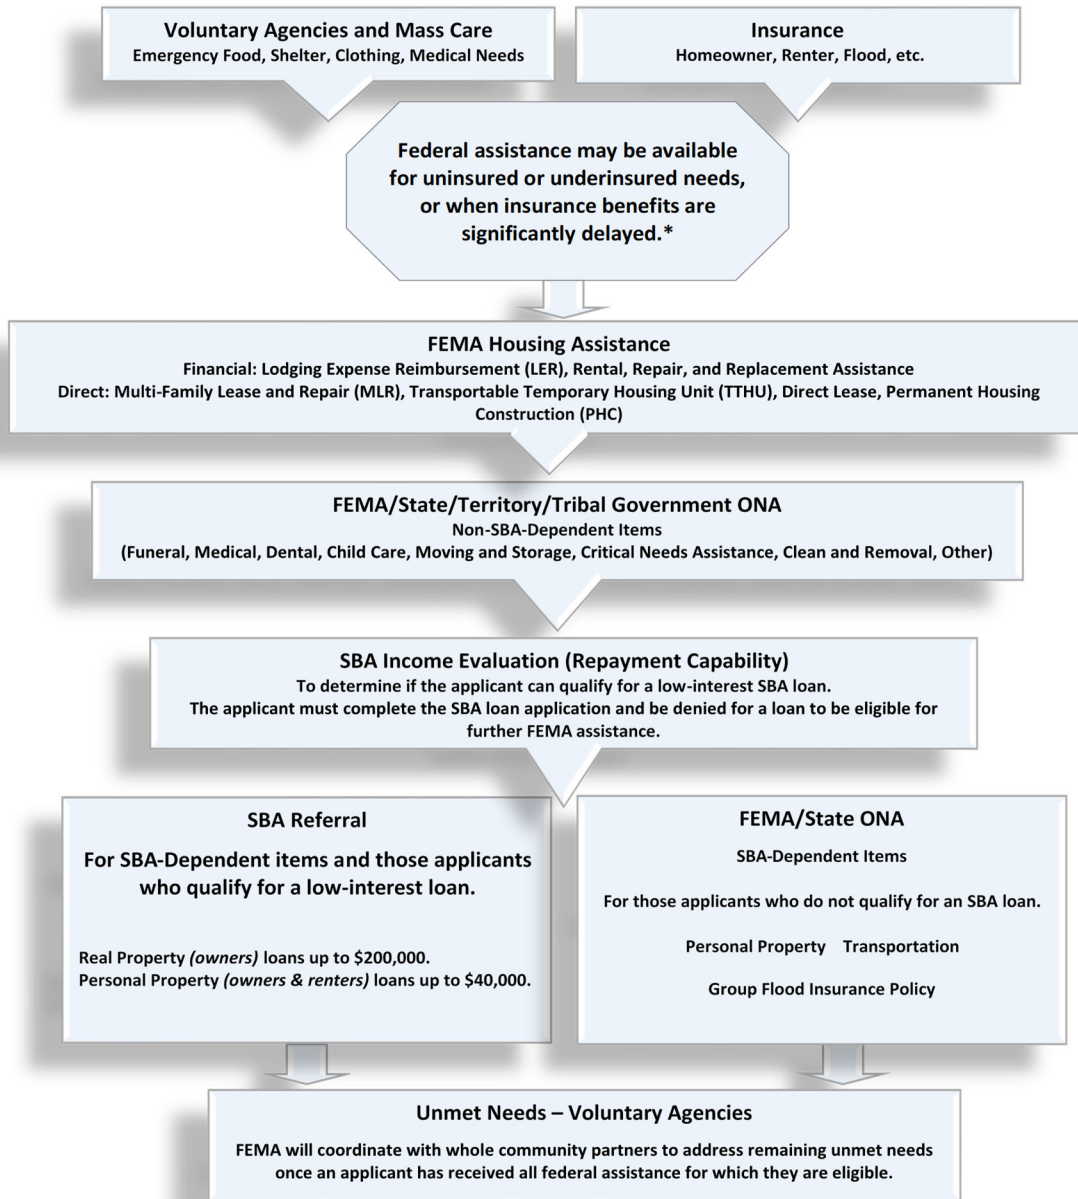 Voluntary Agencies and Mass Care
Emergency Food, Shelter, Clothing, Medical Needs
Insurance
Homeowner, Renter, Flood, etc.
Federal assistance may be available
for uninsured or underinsured needs,
or when insurance benefits are
significantly delayed.*
FEMA Housing Assistance
Financial: Lodging Expense Reimbursement (LER), Rental, Repair, and Replacement Assistance
Direct: Multi-Family Lease and Repair (MLR), Transportable Temporary Housing Unit (TTHU), Direct Lease, Permanent Housing
Construction (PHC)
FEMA/State/Territory/Tribal Government ONA
Non-SBA-Dependent Items
(Funeral, Medical, Dental, Child Care, Moving and Storage, Critical Needs Assistance, Clean and Removal, Other)
SBA Income Evaluation (Repayment Capability)
To determine if the applicant can qualify for a low-interest SBA loan.
The applicant must complete the SBA loan application and be denied for a loan to be eligible for
further FEMA assistance.
SBA Referral
For SBA-Dependent items and those applicants
who qualify for a low-interest loan.
Real Property (owners) loans up to $200,000.
Personal Property (owners & renters) loans up to $40,000.
FEMA/State ONA
SBA-Dependent Items
For those applicants who do not qualify for an SBA loan.
Personal Property Transportation
Group Flood Insurance Policy
Unmet Needs – Voluntary Agencies
FEMA will coordinate with whole community partners to address remaining unmet needs
once an applicant has received all federal assistance for which they are eligible.